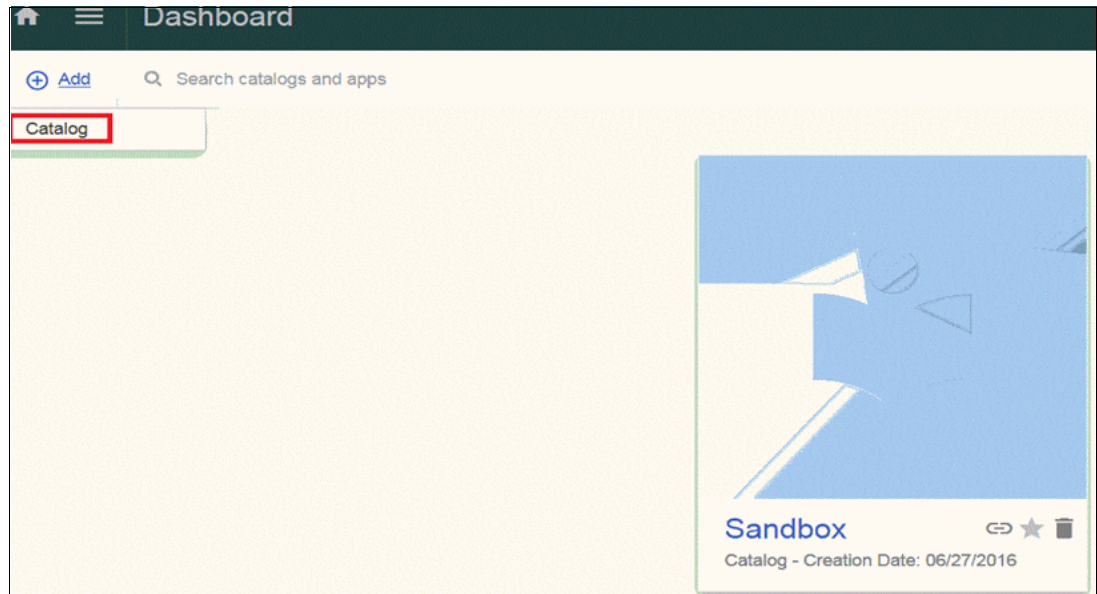 Dashboard
Add
Search catalogs and apps
Catalog
Sandbox
Catalog - Creation Date: 06/27/2016